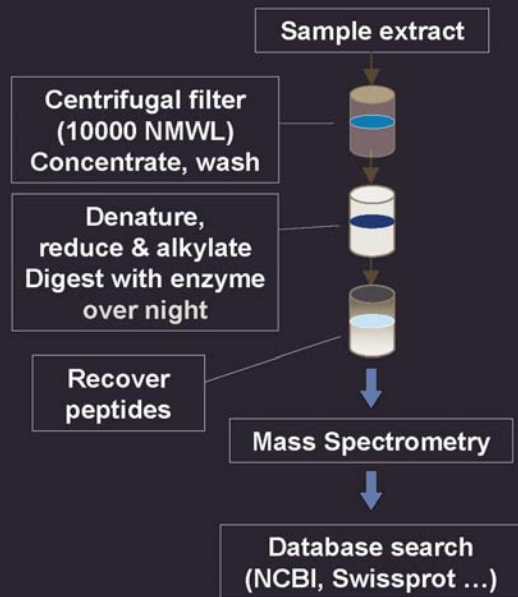 Sample extract
Centrifugal filter
(10000 NMWL)
Concentrate, wash
Denature,
reduce & alkylate
Digest with enzyme
over night
Recover
peptides
Mass Spectrometry
Database search
(NCBI, Swissprot ...)